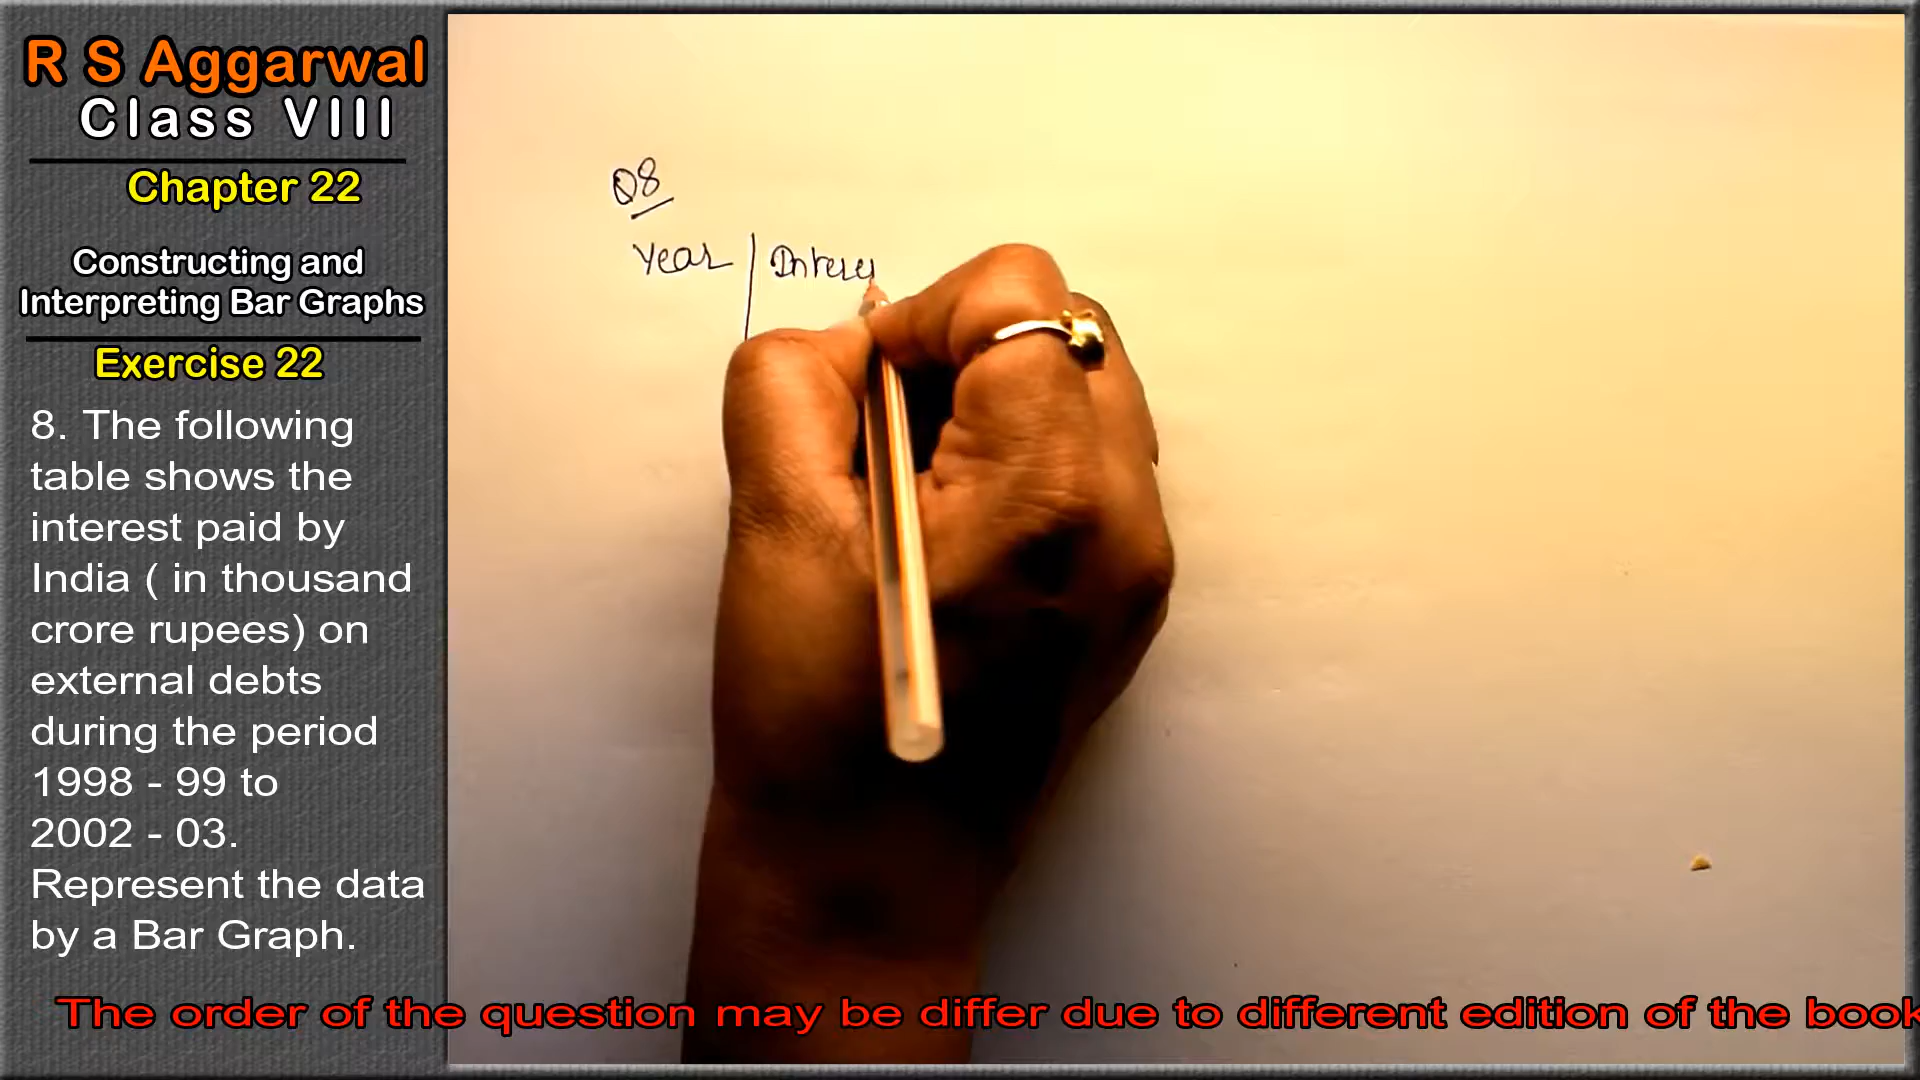 R S Aggarwal
Class VIII
Chapter 22
Constructing and
Interpreting Bar Graphs
Exercise 22
8. The following
table shows the
interest paid by
India ( in thousand
crore rupees) on
external debts
during the period
1998 - 99 to
2002 - 03.
Represent the data
by a Bar Graph.
Q8
Year Interes
The order of the question may be differ due to different edition of the book